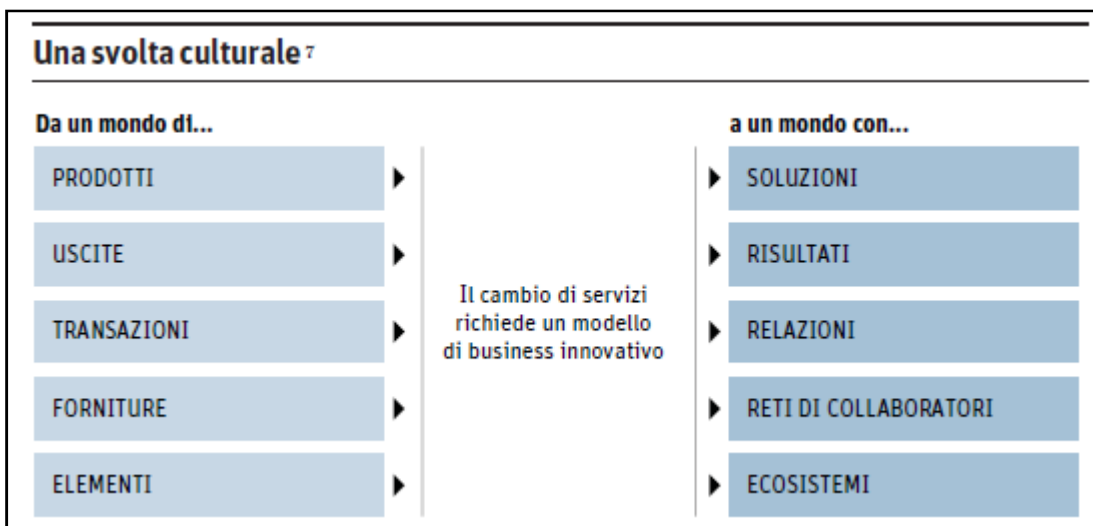 Una svolta culturale 7
Da un mondo di...
a un mondo con...
PRODOTTI
SOLUZIONI
USCITE
RISULTATI
Il cambio di servizi
richiede un modello
di business innovativo
TRANSAZIONI
RELAZIONI
FORNITURE
RETI DI COLLABORATORI
ELEMENTI
ECOSISTEMI